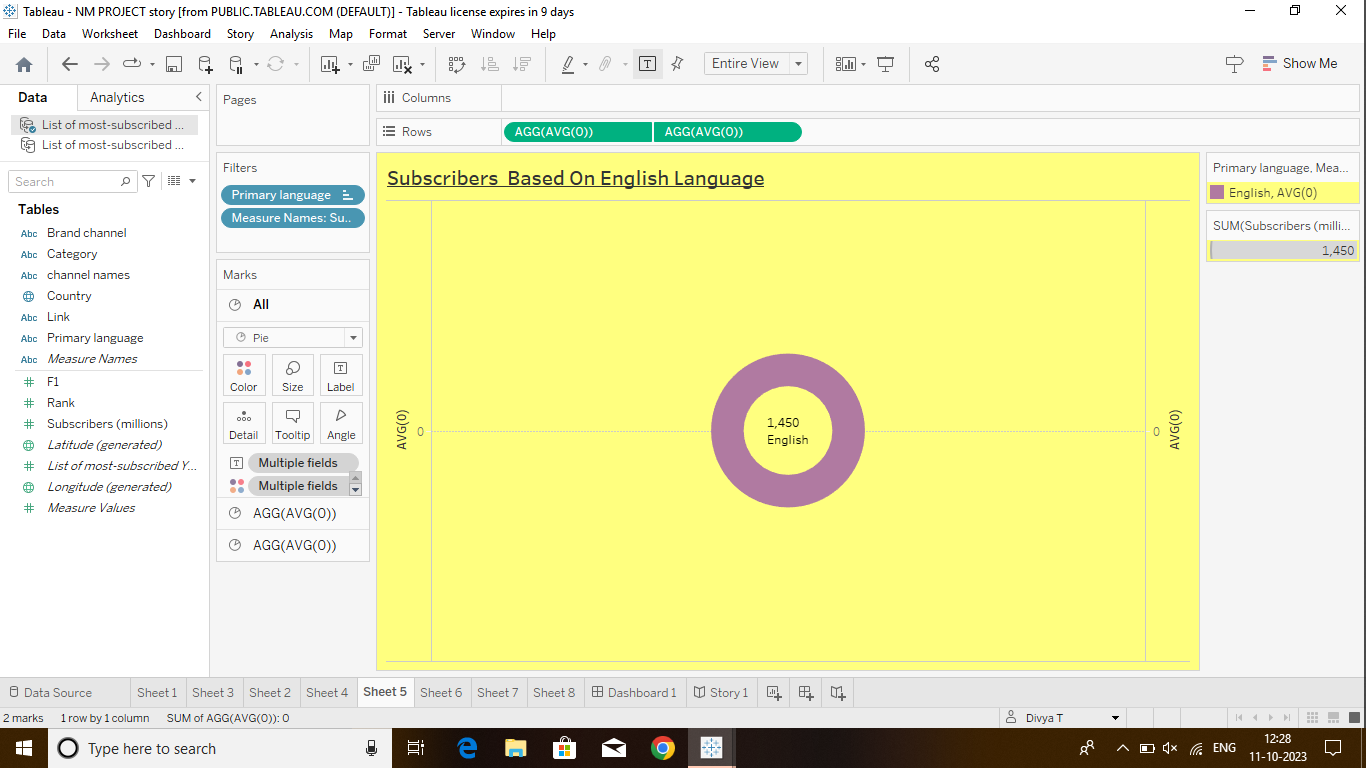 Tableau - NM PROJECT story [from PUBLIC.TABLEAU.COM (DEFAULT)] - Tableau license expires in 9 days
File Data Worksheet Dashboard Story Analysis Map Format Server Window Help
Entire View
Show Me
Data Analytics
List of most-subscribed ...
List of most-subscribed ...
Search
Tables
Abc Brand channel
Abc Category
Abc channel names
Country
Abc Link
Abc Primary language
Abc Measure Names
# F1
# Rank
# Subscribers (millions)
Latitude (generated)
# List of most-subscribed Y...
Longitude (generated)
# Measure Values
Pages
Filters
Primary language
Measure Names: Su..
Marks
All
Pie
Color Size Label
Detail Tooltip Angle
Multiple fields
Multiple fields
AGG(AVG(0))
AGG(AVG(0))
Columns
Rows AGG(AVG(0)) AGG(AVG(0))
Subscribers  Based On English Language
AVG(0)
0
1,450
English
0
AVG(0)
Primary language, Mea...
English, AVG(0)
SUM(Subscribers (milli...
1,450
Data Source Sheet 1 Sheet 3 Sheet 2 Sheet 4 Sheet 5 Sheet 6 Sheet 7 Sheet 8 Dashboard 1 Story 1
2 marks 1 row by 1 column SUM of AGG(AVG(0)): 0 Divya T
Type here to search
ENG
12:28
11-10-2023